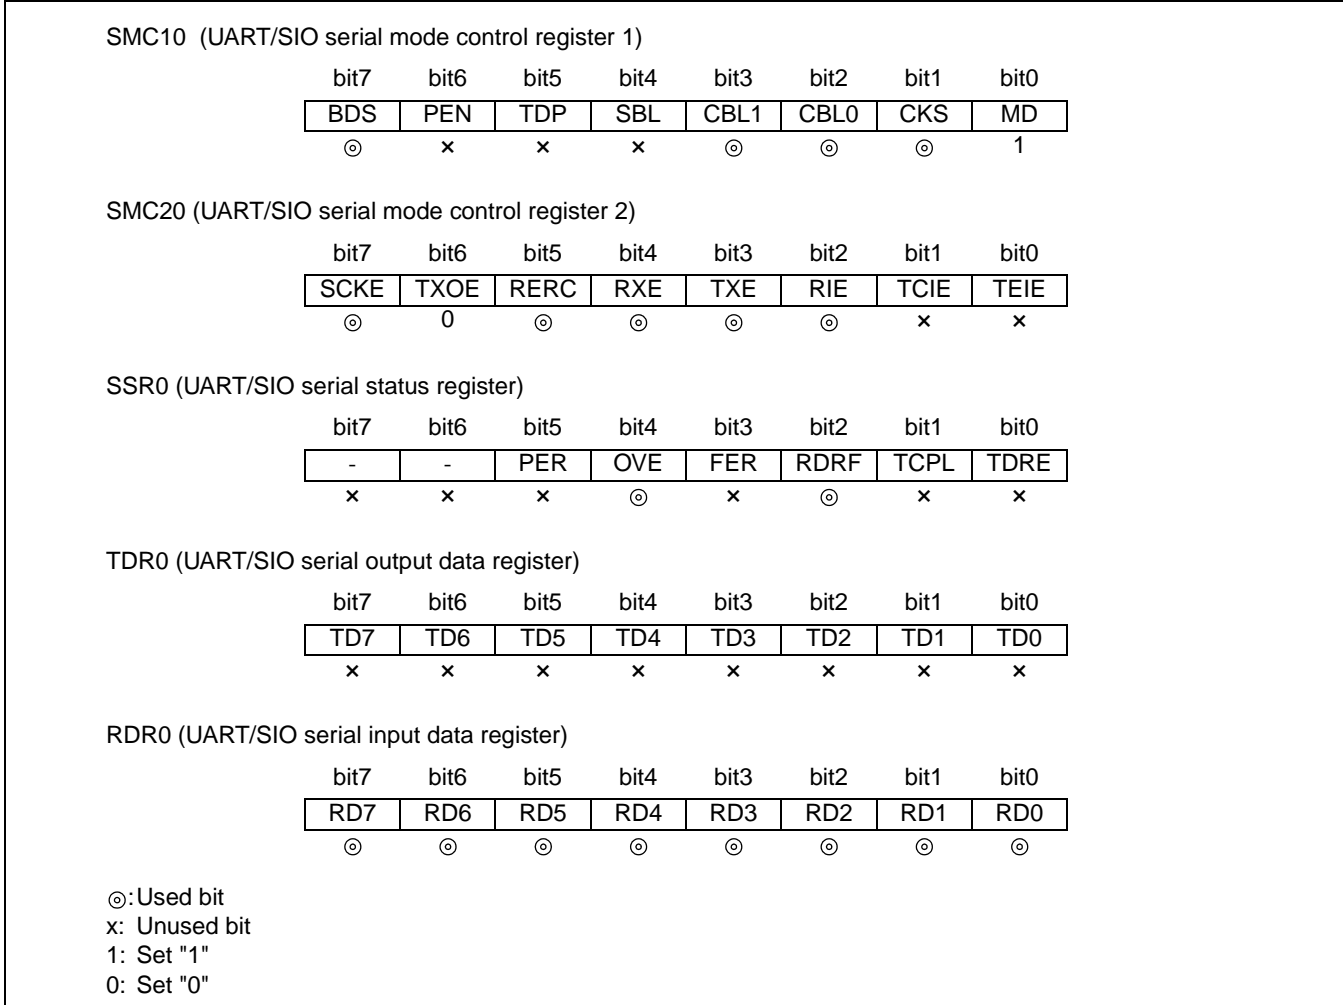 SMC10 (UART/SIO serial mode control register 1)
bit7 bit6 bit5 bit4 bit3 bit2 bit1 bit0
BDS PEN TDP SBL CBL1 CBL0 CKS MD
◎ × × × ◎ ◎ ◎ 1
SMC20 (UART/SIO serial mode control register 2)
bit7 bit6 bit5 bit4 bit3 bit2 bit1 bit0
SCKE TXOE RERC RXE TXE RIE TCIE TEIE
◎ 0 ◎ ◎ ◎ ◎ × ×
SSR0 (UART/SIO serial status register)
bit7 bit6 bit5 bit4 bit3 bit2 bit1 bit0
- - PER OVE FER RDRF TCPL TDRE
× × × ◎ × ◎ × ×
TDR0 (UART/SIO serial output data register)
bit7 bit6 bit5 bit4 bit3 bit2 bit1 bit0
TD7 TD6 TD5 TD4 TD3 TD2 TD1 TD0
× × × × × × × ×
RDR0 (UART/SIO serial input data register)
bit7 bit6 bit5 bit4 bit3 bit2 bit1 bit0
RD7 RD6 RD5 RD4 RD3 RD2 RD1 RD0
◎ ◎ ◎ ◎ ◎ ◎ ◎ ◎
◎: Used bit
x: Unused bit
1: Set "1"
0: Set "0"